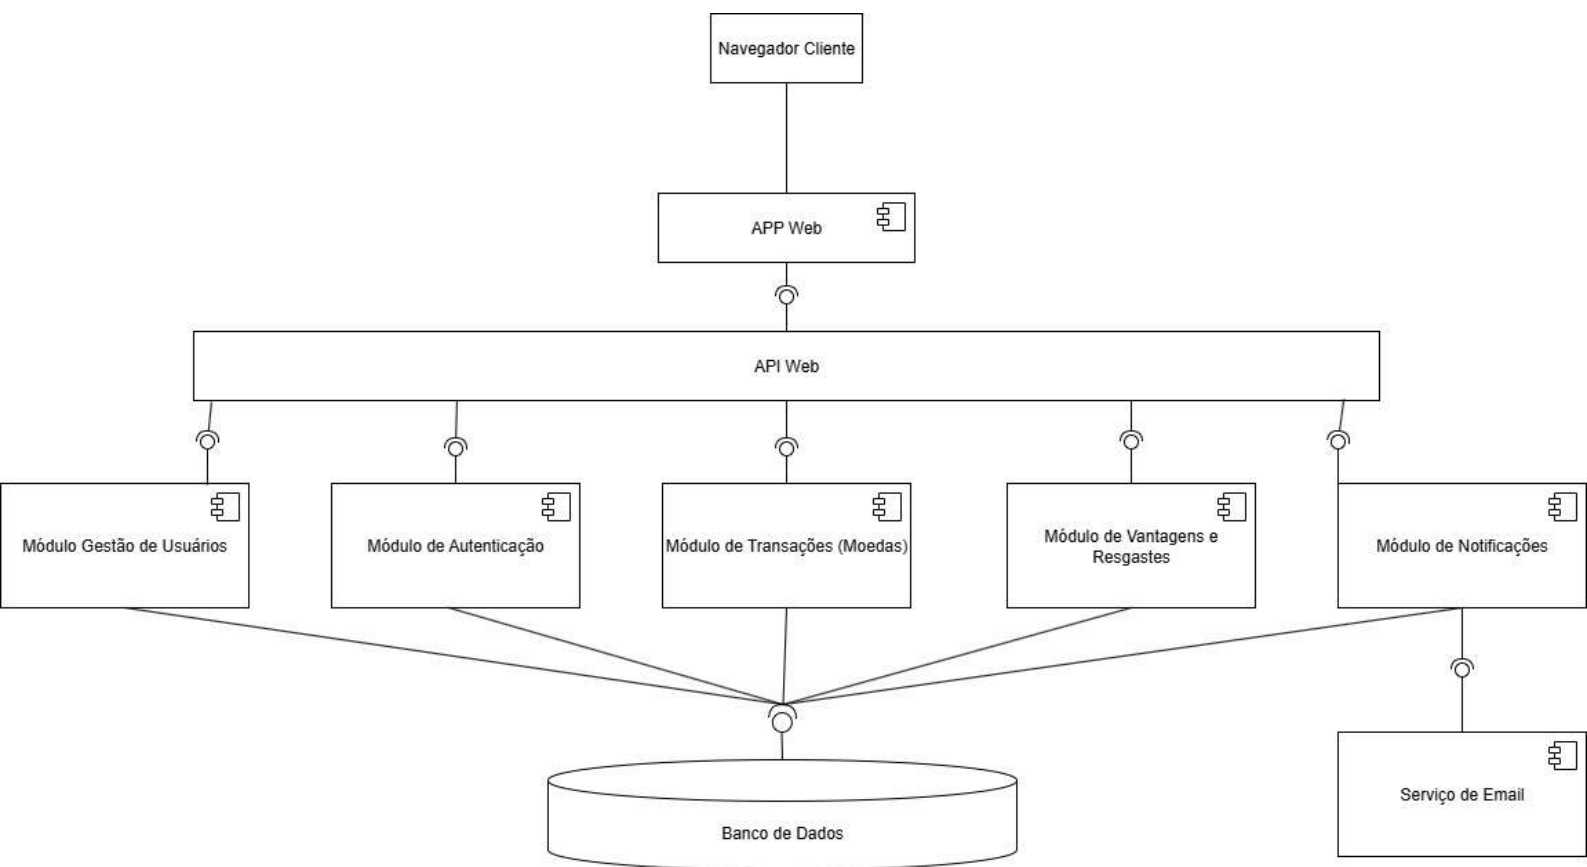 Navegador Cliente
APP Web
API Web
Módulo Gestão de Usuários
Módulo de Autenticação
Módulo de Transações (Moedas)
Módulo de Vantagens e
Resgastes
Módulo de Notificações
Serviço de Email
Banco de Dados